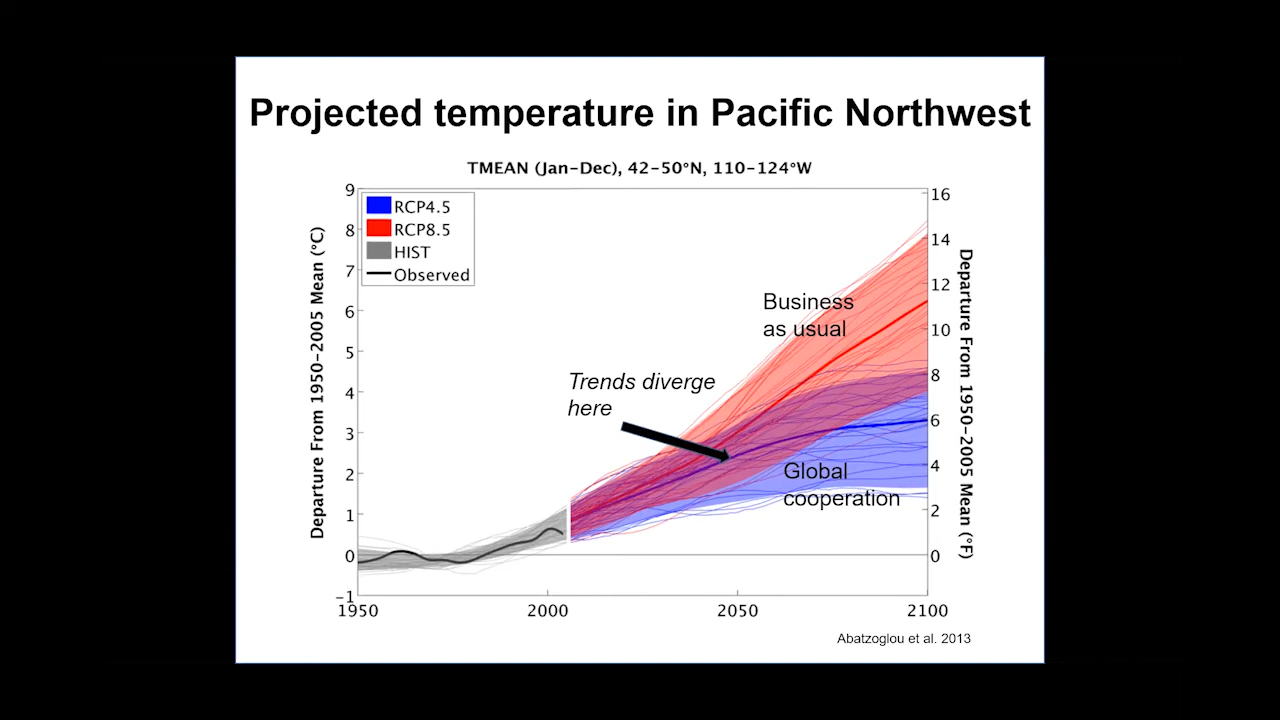 Projected temperature in Pacific Northwest
TMEAN (Jan–Dec), 42–50°N, 110–124°W
Departure From 1950–2005 Mean (°C)
9
8
7
6
5
4
3
2
1
0
−1
RCP4.5
RCP8.5
HIST
Observed
Business
as usual
Trends diverge
here
Global
cooperation
16
14
12
10
8
6
4
2
0
Departure From 1950–2005 Mean (°F)
1950
2000
2050
2100
Abatzoglou et al. 2013